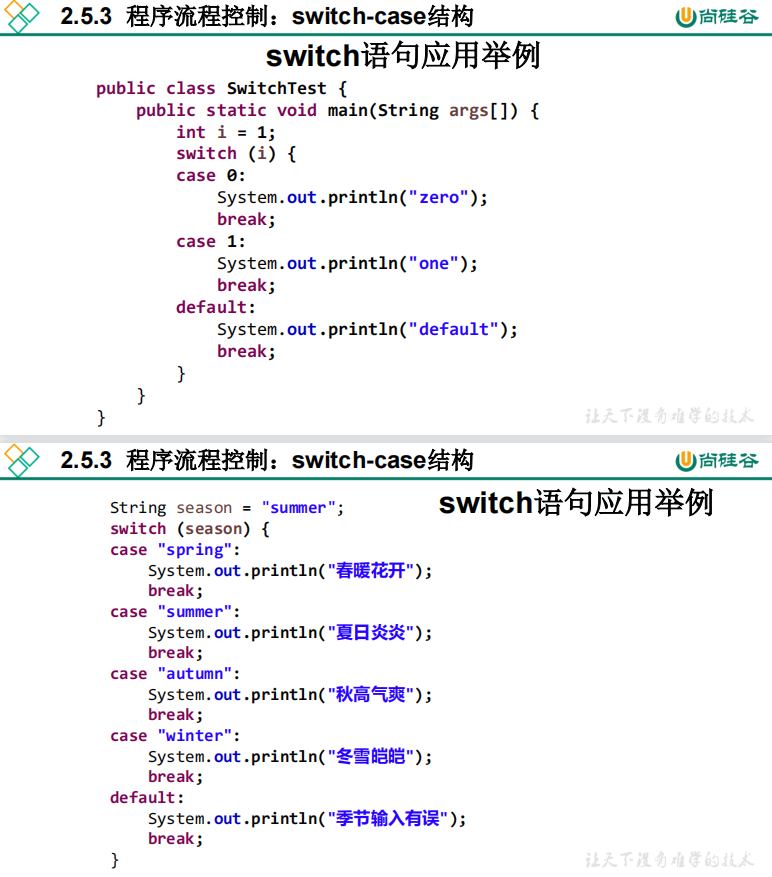 2.5.3 程序流程控制：switch-case结构
尚硅谷
switch语句应用举例
public class SwitchTest {
public static void main(String args[]) {
int i = 1;
switch (i) {
case 0:
System.out.println("zero");
break;
case 1:
System.out.println("one");
break;
default:
System.out.println("default");
break;
}
}
}
让天下没有难学的技术
2.5.3 程序流程控制：switch-case结构
尚硅谷
switch语句应用举例
String season = "summer";
switch (season) {
case "spring":
System.out.println("春暖花开");
break;
case "summer":
System.out.println("夏日炎炎");
break;
case "autumn":
System.out.println("秋高气爽");
break;
case "winter":
System.out.println("冬雪皑皑");
break;
default:
System.out.println("季节输入有误");
break;
}
让天下没有难学的技术